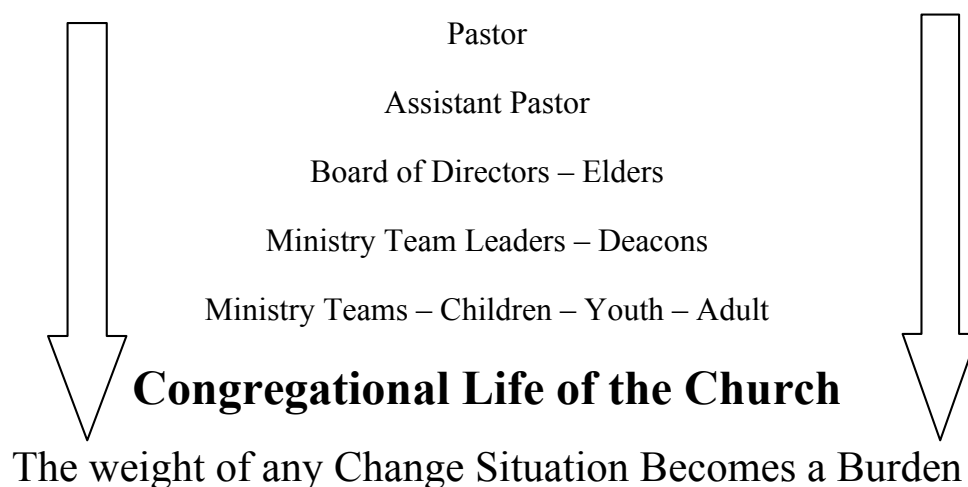 Pastor
Assistant Pastor
Board of Directors – Elders
Ministry Team Leaders – Deacons
Ministry Teams – Children – Youth – Adult
Congregational Life of the Church
The weight of any Change Situation Becomes a Burden